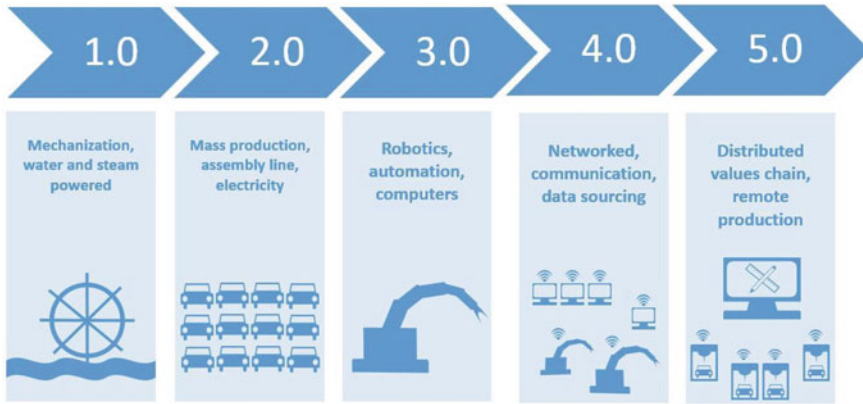 1.0
2.0
3.0
4.0
5.0
Mechanization,
water and steam
powered
Mass production,
assembly line,
electricity
Robotics,
automation,
computers
Networked,
communication,
data sourcing
Distributed
values chain,
remote
production